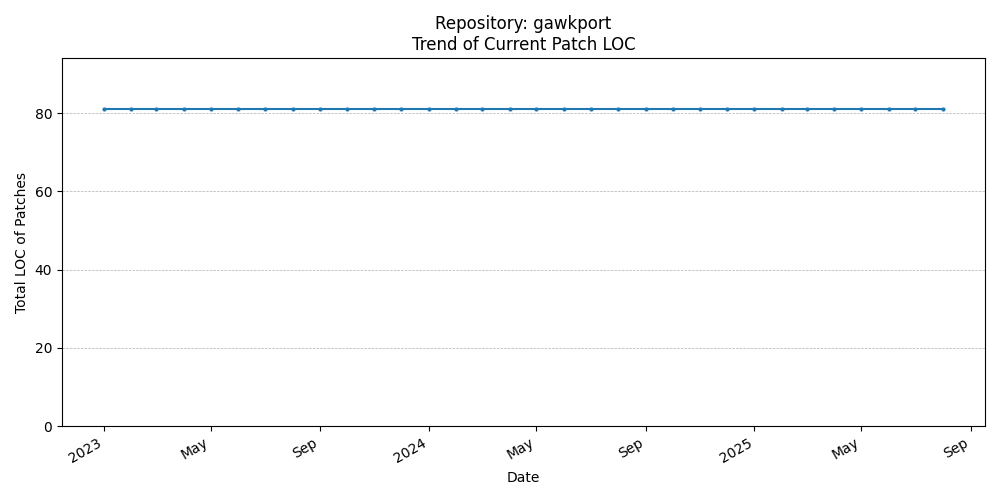 Repository: gawkport
Trend of Current Patch LOC
Total LOC of Patches
80
60
40
20
0
2023
May
Sep
2024
May
Sep
2025
May
Sep
Date